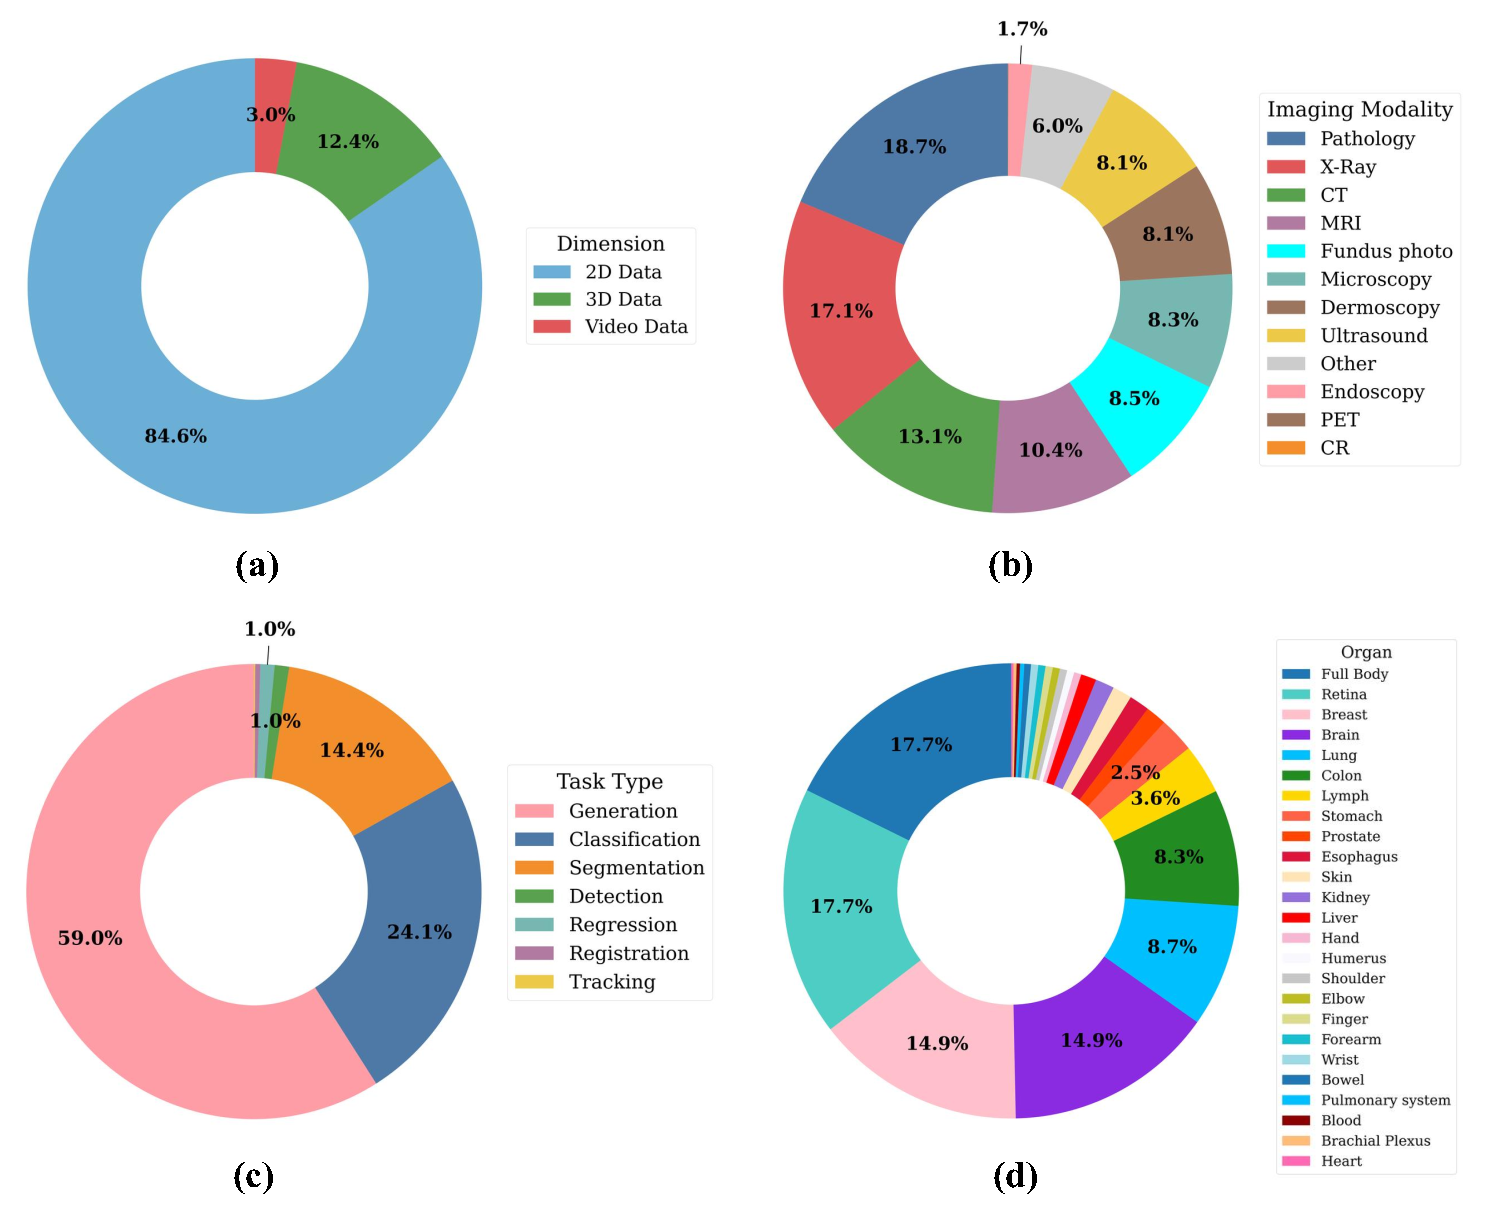 3.0%
12.4%
84.6%
Dimension
2D Data
3D Data
Video Data
(a)
1.7%
6.0%
8.1%
18.7%
8.1%
17.1%
8.3%
8.5%
13.1%
10.4%
Imaging Modality
Pathology
X-Ray
CT
MRI
Fundus photo
Microscopy
Dermoscopy
Ultrasound
Other
Endoscopy
PET
CR
(b)
1.0%
1.0%
14.4%
24.1%
59.0%
Task Type
Generation
Classification
Segmentation
Detection
Regression
Registration
Tracking
(c)
17.7%
2.5%
3.6%
8.3%
17.7%
8.7%
14.9%
14.9%
Organ
Full Body
Retina
Breast
Brain
Lung
Colon
Lymph
Stomach
Prostate
Esophagus
Skin
Kidney
Liver
Hand
Humerus
Shoulder
Elbow
Finger
Forearm
Wrist
Bowel
Pulmonary system
Blood
Brachial Plexus
Heart
(d)